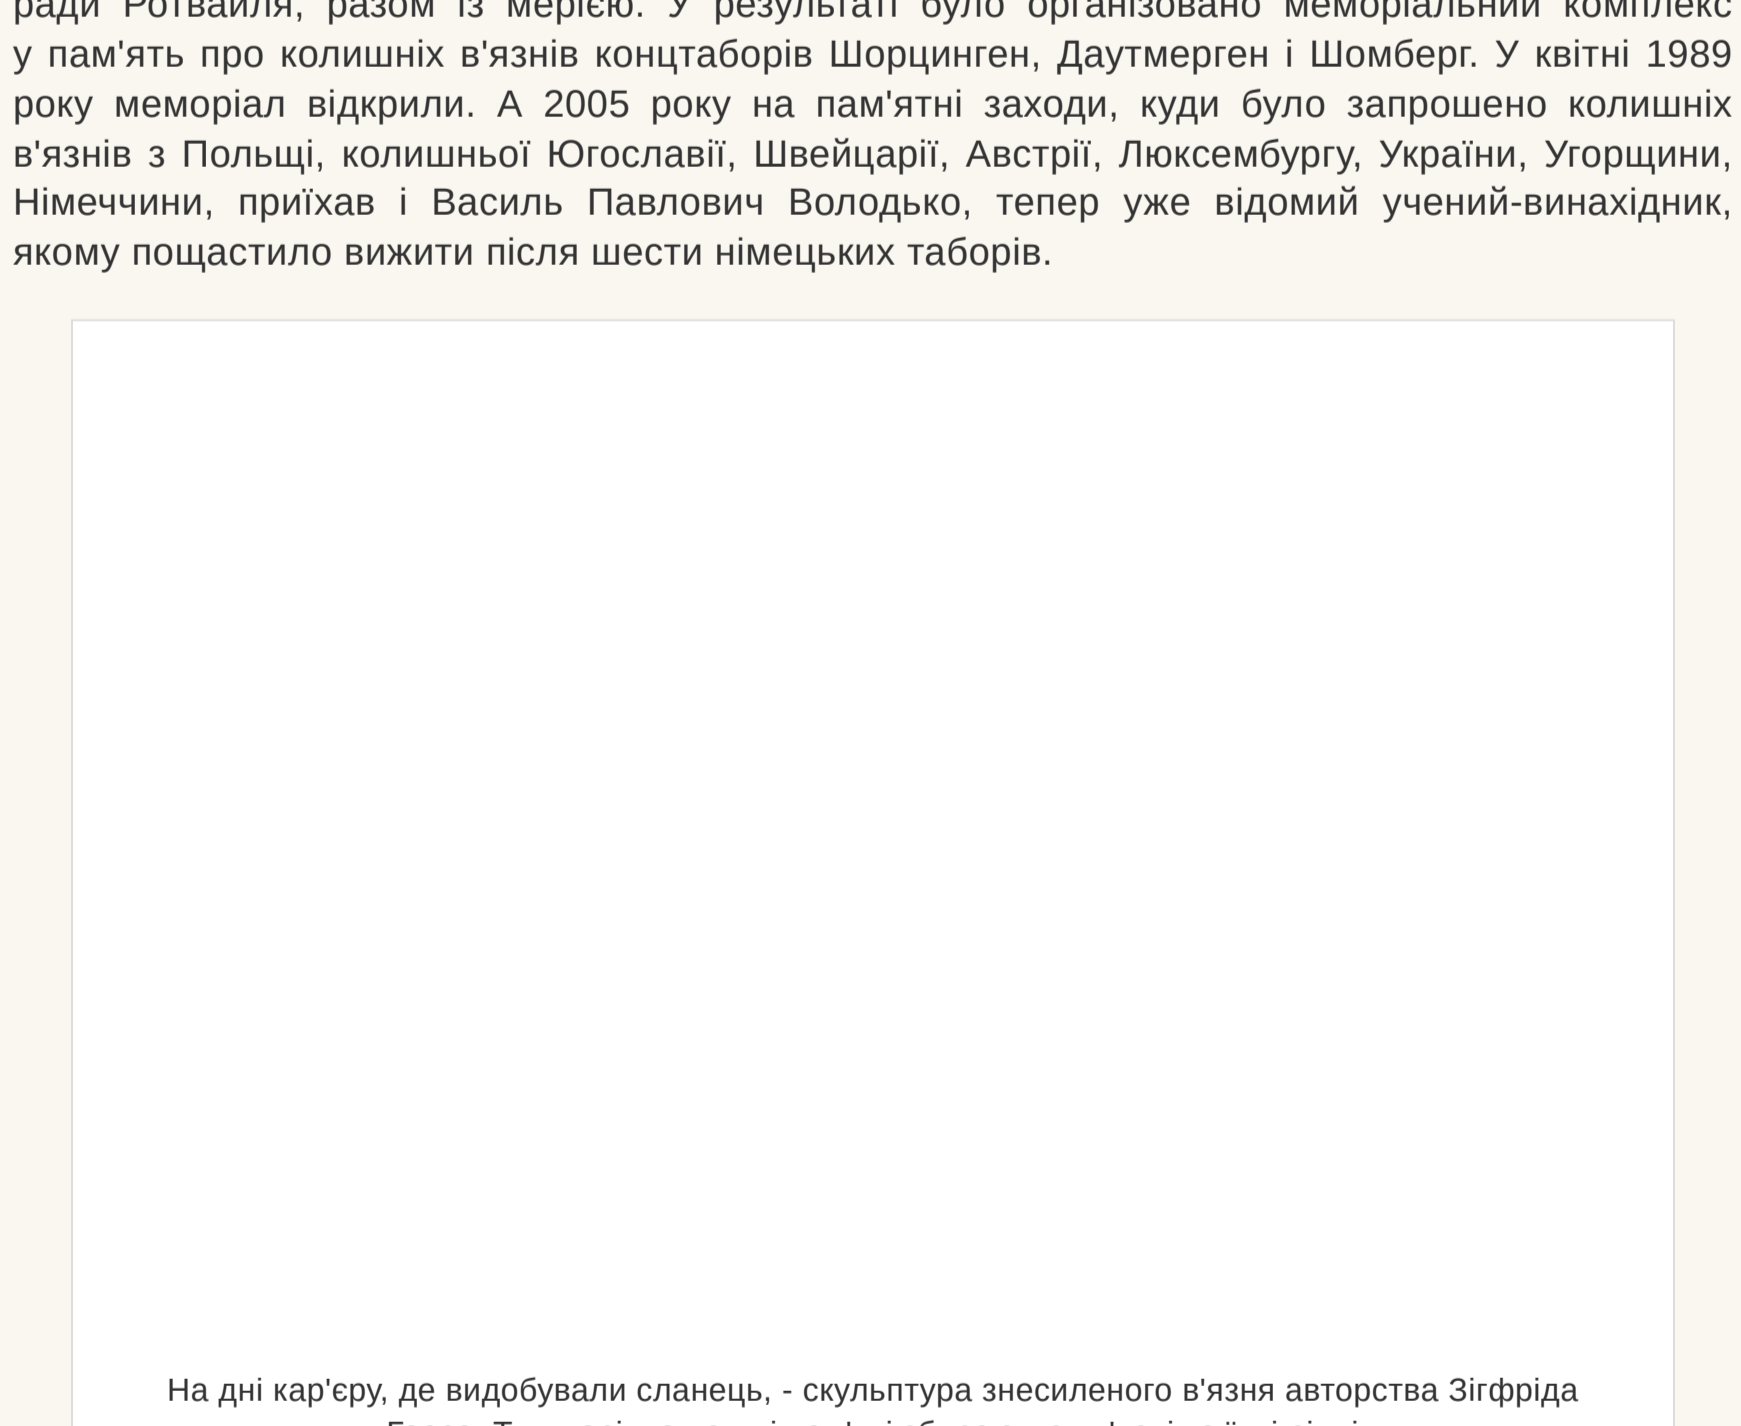 ради Ротвайля, разом із мерією. У результаті було організовано меморіальний комплекс
у пам'ять про колишніх в'язнів концтаборів Шорцинген, Даутмерген і Шомберг. У квітні 1989
року меморіал відкрили. А 2005 року на пам'ятні заходи, куди було запрошено колишніх
в'язнів з Польщі, колишньої Югославії, Швейцарії, Австрії, Люксембургу, України, Угорщини,
Німеччини, приїхав і Василь Павлович Володько, тепер уже відомий учений-винахідник,
якому пощастило вижити після шести німецьких таборів.
На дні кар'єру, де видобували сланець, - скульптура знесиленого в'язня авторства Зігфріда